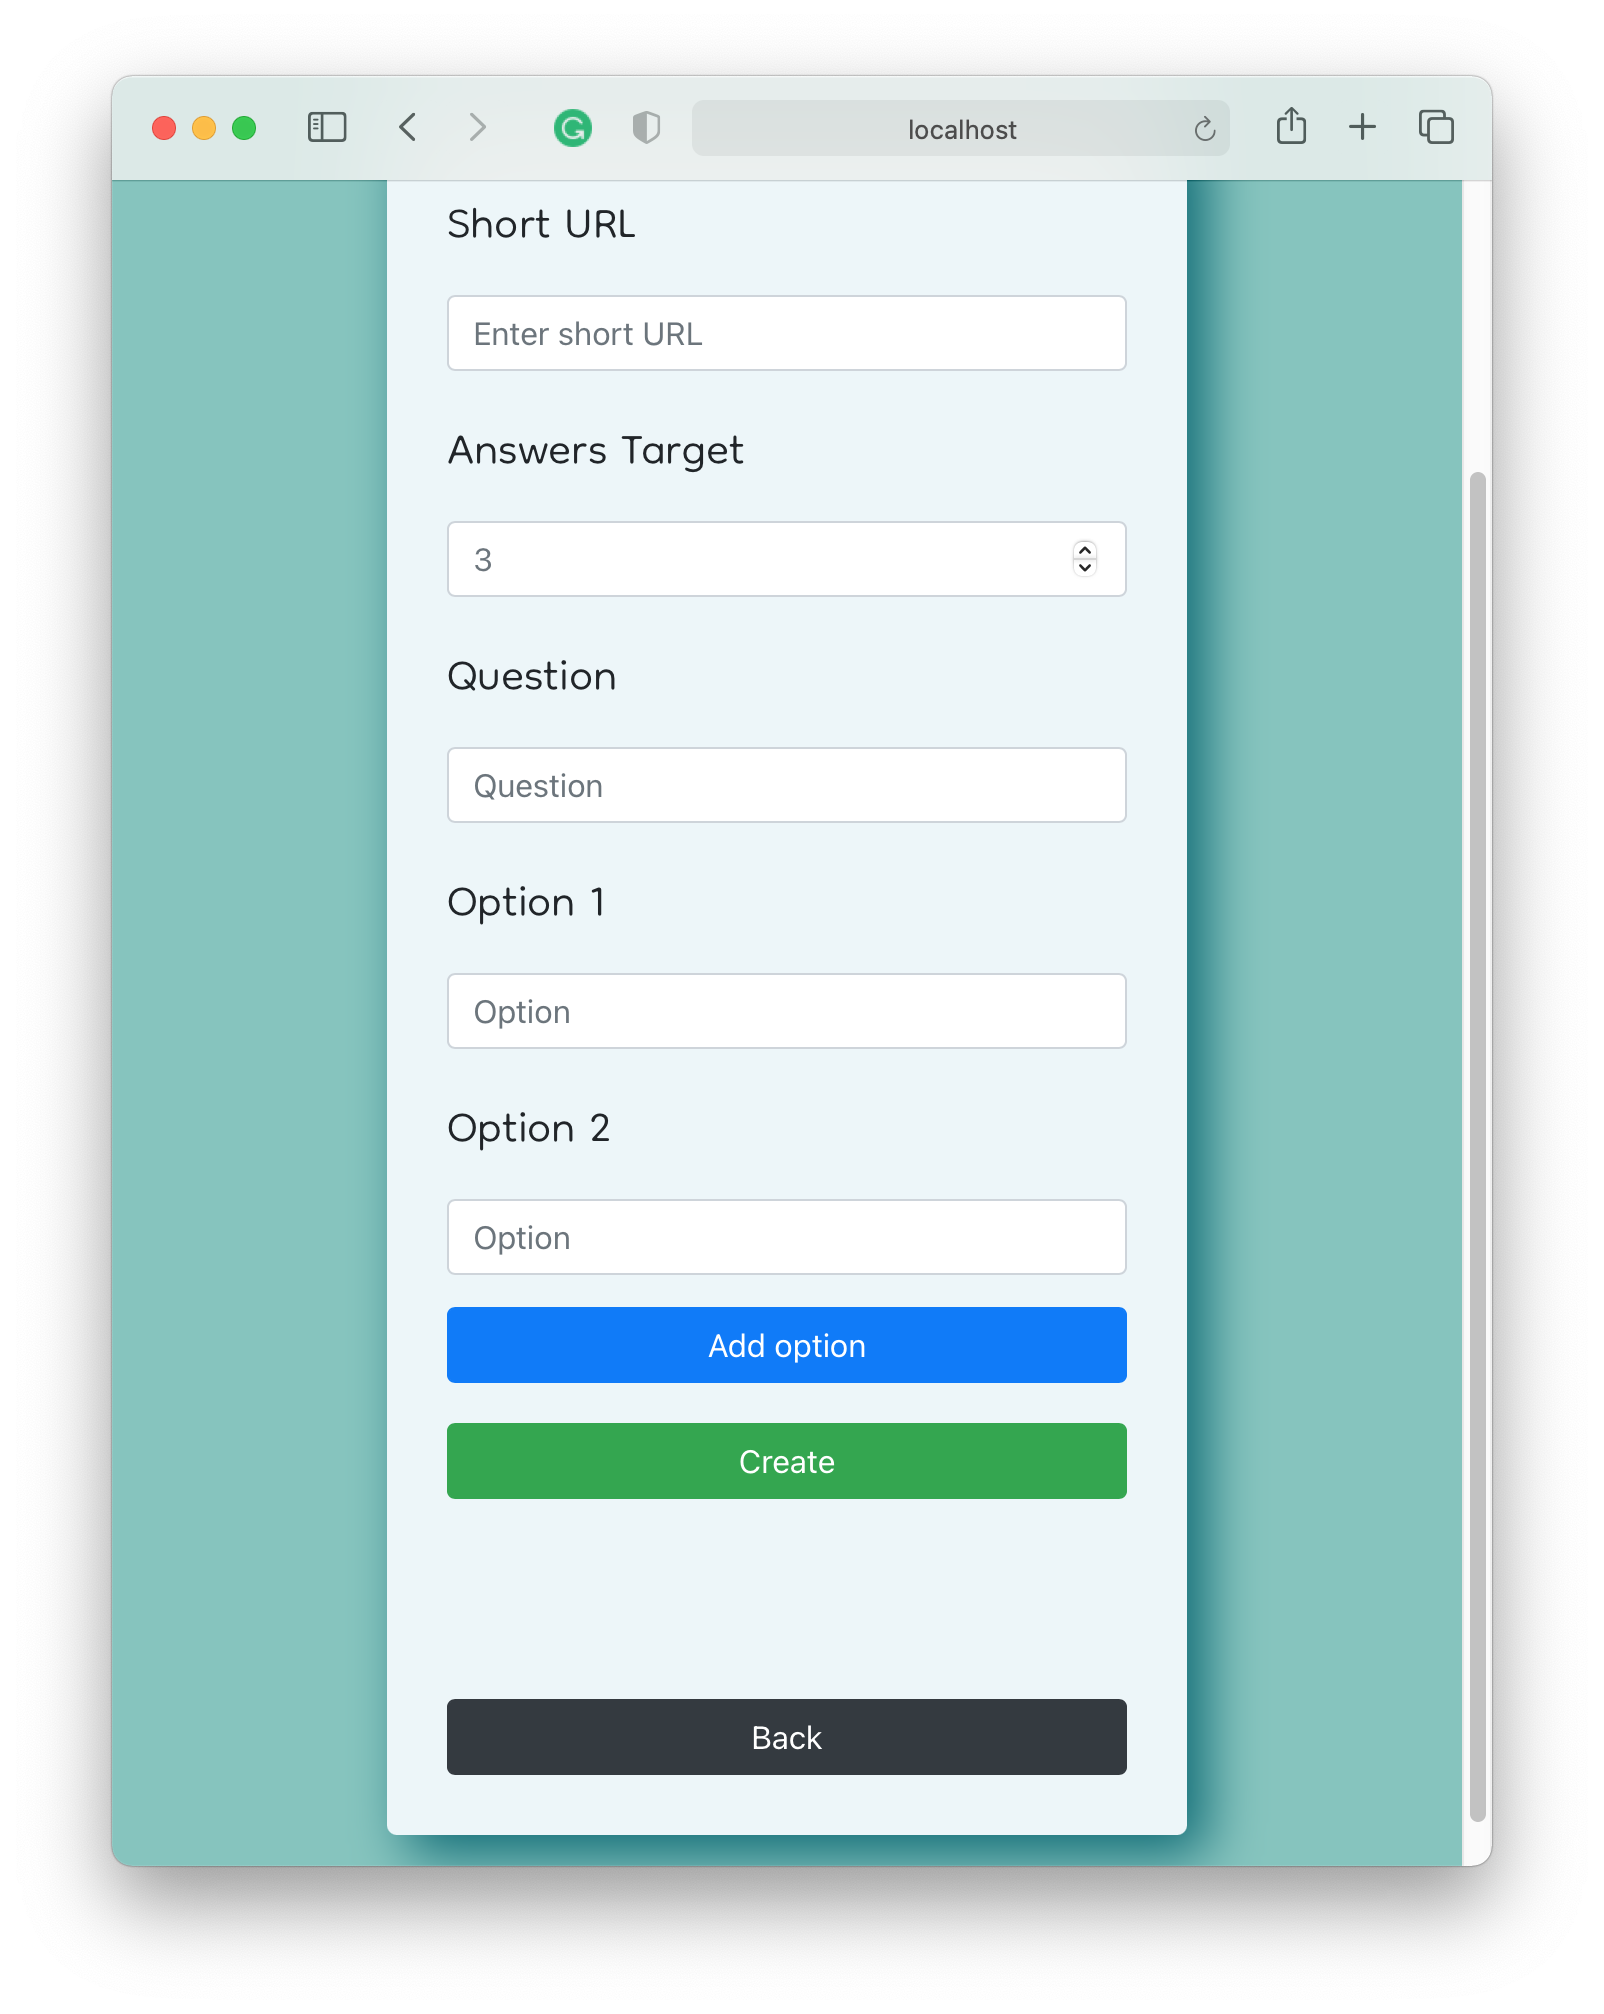 localhost
Short URL
Enter short URL
Answers Target
3
Question
Question
Option 1
Option
Option 2
Option
Add option
Create
Back